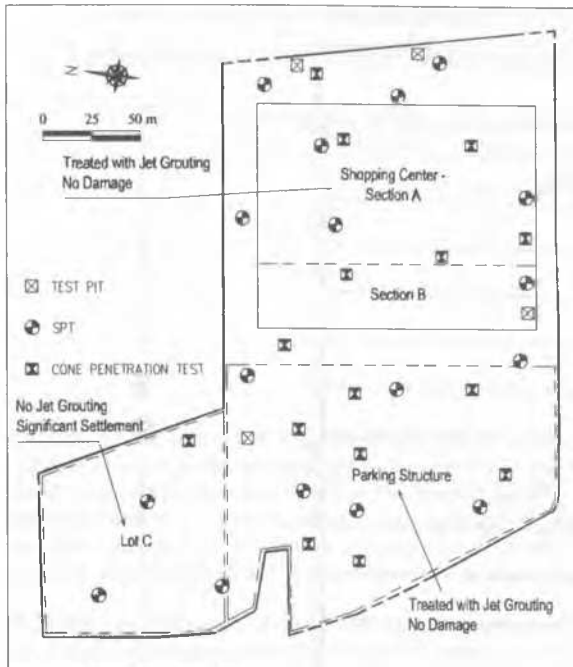 N
0 25 50 m
Treated with Jet Grouting
No Damage
Shopping Center -
Section A
Section B
TEST PIT
SPT
CONE PENETRATION TEST
No Jet Grouting
Significant Settlement
Parking Structure
Lot C
Treated with Jet Grouting
No Damage